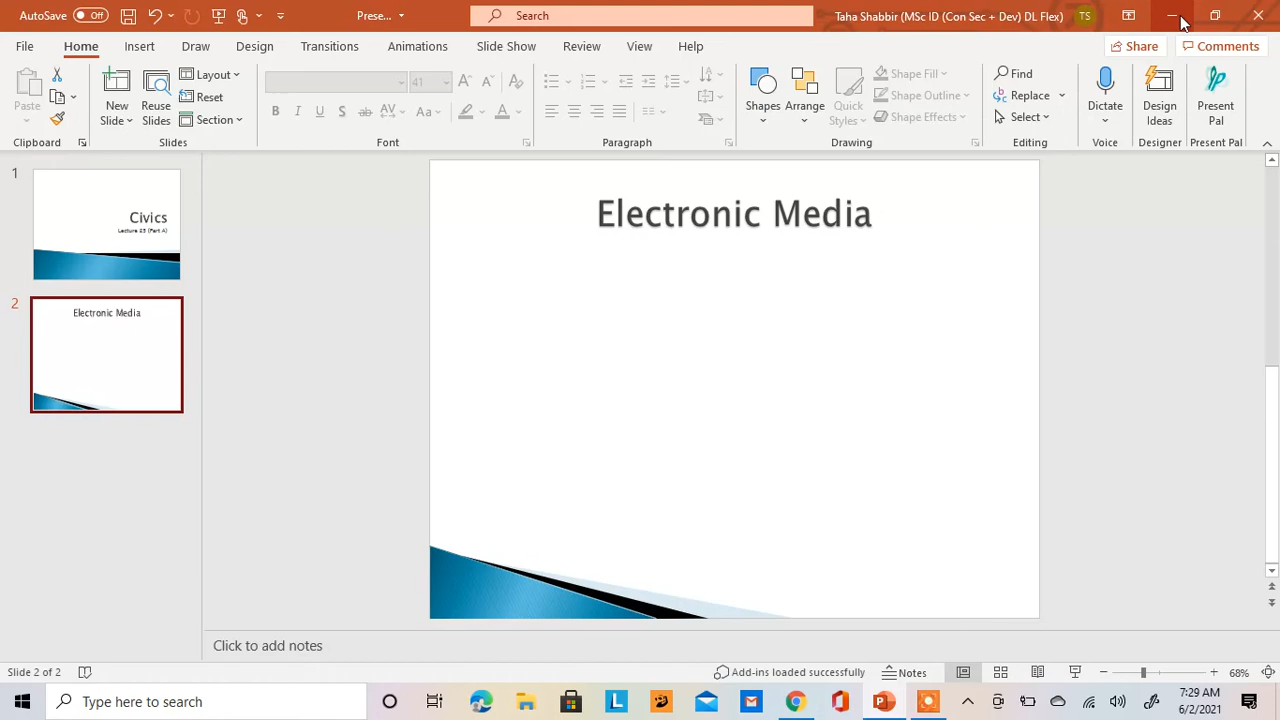 AutoSave Off Prese... Search Taha Shabbir (MSc ID (Con Sec + Dev) DL Flex) TS
File Home Insert Draw Design Transitions Animations Slide Show Review View Help Share Comments
Paste New Slide Reuse Slides Layout Reset Section 41 Shapes Arrange Quick Styles Shape Fill Shape Outline Shape Effects Find Replace Select Dictate Design Ideas Present Pal
Clipboard Slides Font Paragraph Drawing Editing Voice Designer Present Pal
1
Civics
Lecture 23 (Part A)
2
Electronic Media
Electronic Media
Click to add notes
Slide 2 of 2 Add-ins loaded successfully Notes 68%
Type here to search
7:29 AM
6/2/2021